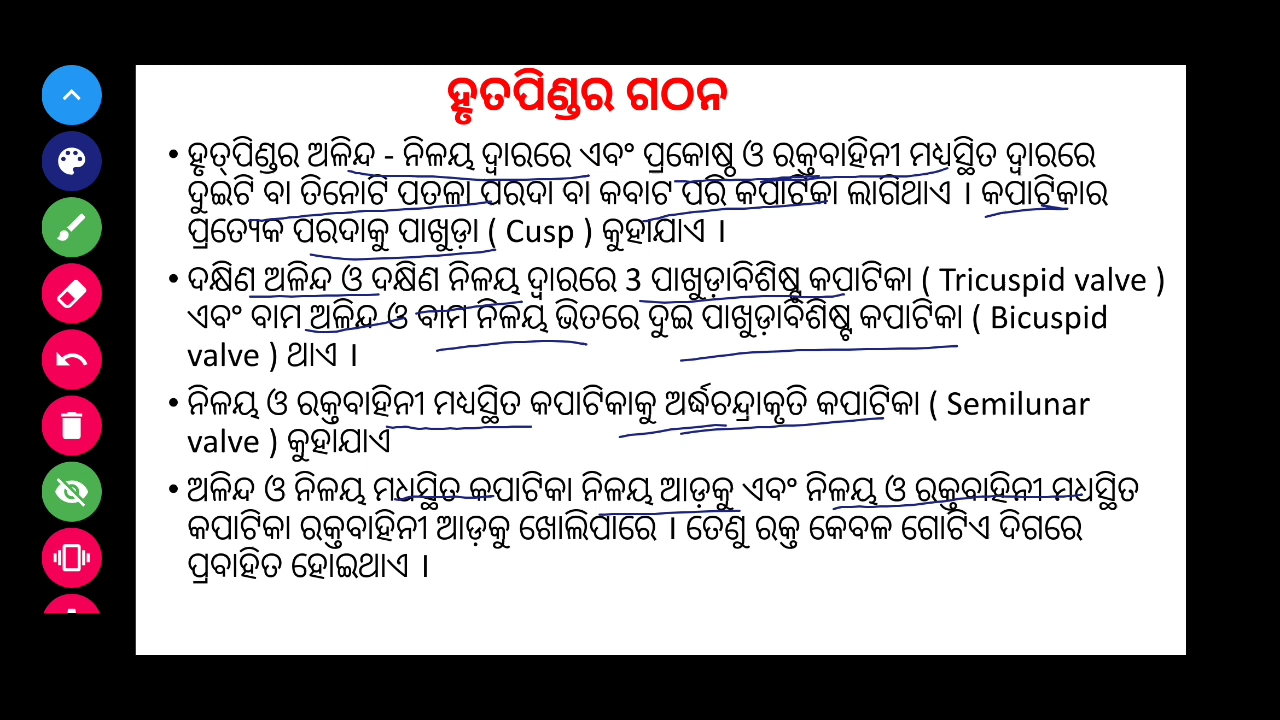 ହୃତପିଣ୍ଡର ଗଠନ
• ହୃତ୍‌ପିଣ୍ଡର ଅଳିନ୍ଦ - ନିଳୟ ଦ୍ୱାରରେ ଏବଂ ପ୍ରକୋଷ୍ଠ ଓ ରକ୍ତବାହିନୀ ମଧ୍ୟସ୍ଥିତ ଦ୍ୱାରରେ
ଦୁଇଟି ବା ତିନୋଟି ପତଳା ପରଦା ବା କବାଟ ପରି କପାଟିକା ଲାଗିଥାଏ । କପାଟିକାର
ପ୍ରତ୍ୟେକ ପରଦାକୁ ପାଖୁଡ଼ା ( Cusp ) କୁହାଯାଏ ।
• ଦକ୍ଷିଣ ଅଳିନ୍ଦ ଓ ଦକ୍ଷିଣ ନିଳୟ ଦ୍ୱାରରେ 3 ପାଖୁଡ଼ାବିଶିଷ୍ଟ କପାଟିକା ( Tricuspid valve )
ଏବଂ ବାମ ଅଳିନ୍ଦ ଓ ବାମ ନିଳୟ ଭିତରେ ଦୁଇ ପାଖୁଡ଼ାବିଶିଷ୍ଟ କପାଟିକା ( Bicuspid
valve ) ଥାଏ ।
• ନିଳୟ ଓ ରକ୍ତବାହିନୀ ମଧ୍ୟସ୍ଥିତ କପାଟିକାକୁ ଅର୍ଦ୍ଧଚନ୍ଦ୍ରାକୃତି କପାଟିକା ( Semilunar
valve ) କୁହାଯାଏ
• ଅଳିନ୍ଦ ଓ ନିଳୟ ମଧ୍ୟସ୍ଥିତ କପାଟିକା ନିଳୟ ଆଡ଼କୁ ଏବଂ ନିଳୟ ଓ ରକ୍ତବାହିନୀ ମଧ୍ୟସ୍ଥିତ
କପାଟିକା ରକ୍ତବାହିନୀ ଆଡ଼କୁ ଖୋଲିପାରେ । ତେଣୁ ରକ୍ତ କେବଳ ଗୋଟିଏ ଦିଗରେ
ପ୍ରବାହିତ ହୋଇଥାଏ ।